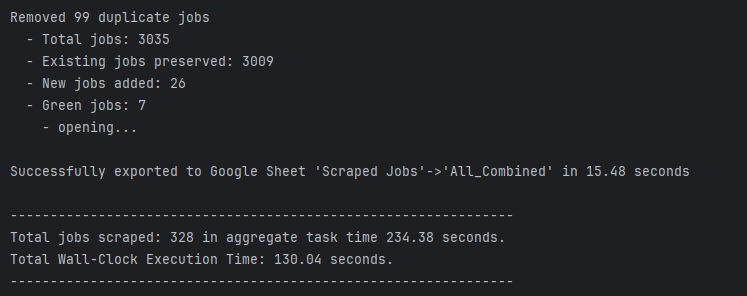 Removed 99 duplicate jobs
  - Total jobs: 3035
  - Existing jobs preserved: 3009
  - New jobs added: 26
  - Green jobs: 7
    - opening...

Successfully exported to Google Sheet 'Scraped Jobs'->'All_Combined' in 15.48 seconds

---------------------------------------------------------------
Total jobs scraped: 328 in aggregate task time 234.38 seconds.
Total Wall-Clock Execution Time: 130.04 seconds.
---------------------------------------------------------------